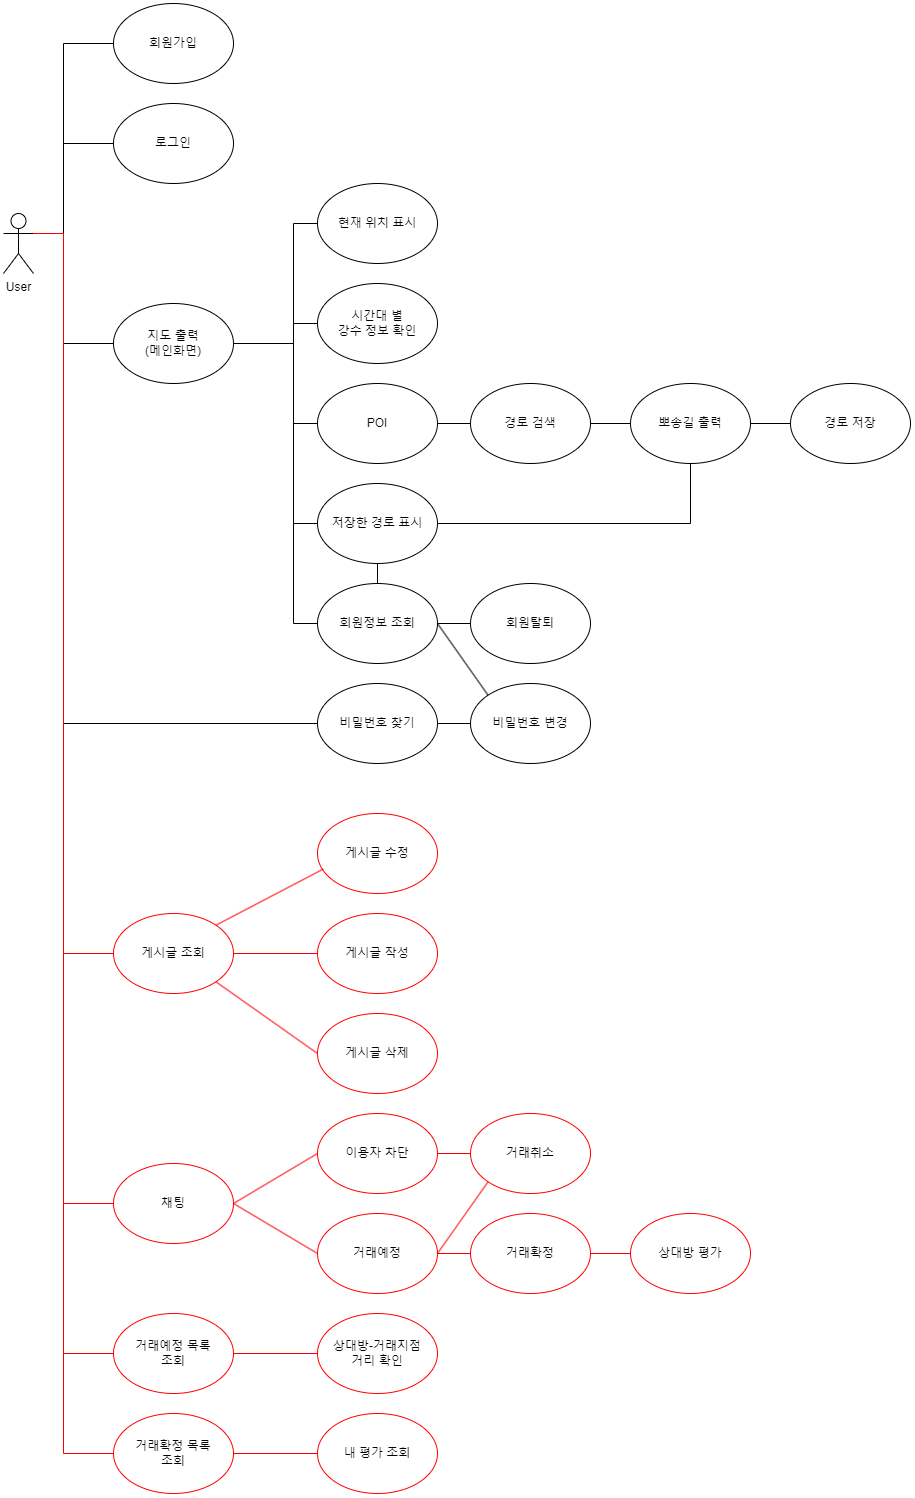 회원가입
로그인
User
현재 위치 표시
지도 출력
(메인화면)
시간대 별
강수 정보 확인
POI
경로 검색
뽀송길 출력
경로 저장
저장한 경로 표시
회원정보 조회
회원탈퇴
비밀번호 찾기
비밀번호 변경
게시글 수정
게시글 조회
게시글 작성
게시글 삭제
이용자 차단
거래취소
채팅
거래예정
거래확정
상대방 평가
거래예정 목록
조회
상대방-거래지점
거리 확인
거래확정 목록
조회
내 평가 조회